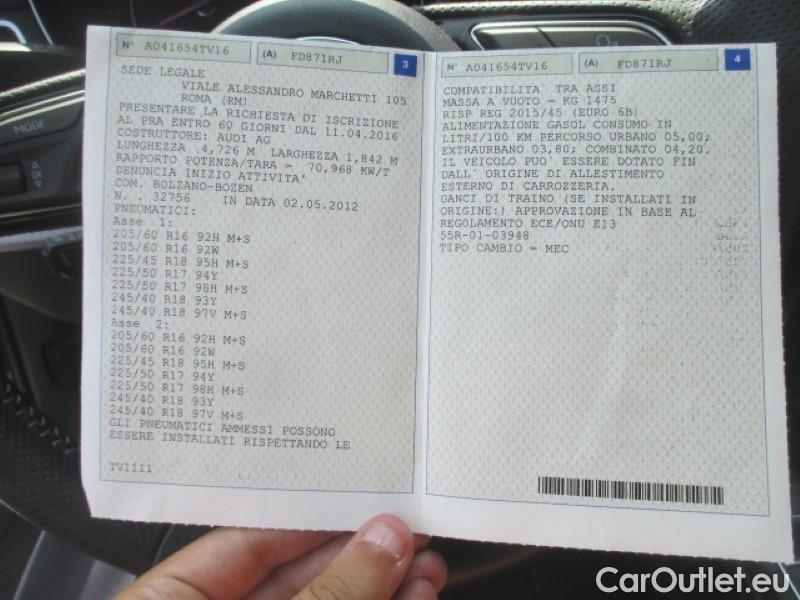 N° A041654TV16 (A) FD871RJ 3
SEDE LEGALE
VIALE ALESSANDRO MARCHETTI 105
ROMA (RM)
PRESENTARE LA RICHIESTA DI ISCRIZIONE
AL PRA ENTRO 60 GIORNI DAL 11.04.2016
COSTRUTTORE: AUDI AG
LUNGHEZZA 4,726 M LARGHEZZA 1,842 M
RAPPORTO POTENZA/TARA = 70,968 KW/T
DENUNCIA INIZIO ATTIVITA'
COM. BOLZANO-BOZEN
N. 32756 IN DATA 02.05.2012
PNEUMATICI:
Asse 1:
205/60 R16 92H M+S
205/60 R16 92W
225/45 R18 95H M+S
225/50 R17 94Y
225/50 R17 98H M+S
245/40 R18 93Y
245/40 R18 97V M+S
Asse 2:
205/60 R16 92H M+S
205/60 R16 92W
225/45 R18 95H M+S
225/50 R17 94Y
225/50 R17 98H M+S
245/40 R18 93Y
245/40 R18 97V M+S
GLI PNEUMATICI AMMESSI POSSONO
ESSERE INSTALLATI RISPETTANDO LE
TV1111
N° A041654TV16 (A) FD871RJ 4
COMPATIBILITA' TRA ASSI
MASSA A VUOTO = KG 1475
RISP REG 2015/45 (EURO 6B)
ALIMENTAZIONE GASOL CONSUMO IN
LITRI/100 KM PERCORSO URBANO 05,00;
EXTRAURBANO 03,80; COMBINATO 04,20.
IL VEICOLO PUO' ESSERE DOTATO FIN
DALL' ORIGINE DI ALLESTIMENTO
ESTERNO DI CARROZZERIA.
GANCI DI TRAINO (SE INSTALLATI IN
ORIGINE:) APPROVAZIONE IN BASE AL
REGOLAMENTO ECE/ONU E13
55R-01-03948
TIPO CAMBIO = MEC
MODE
CarOutlet.eu